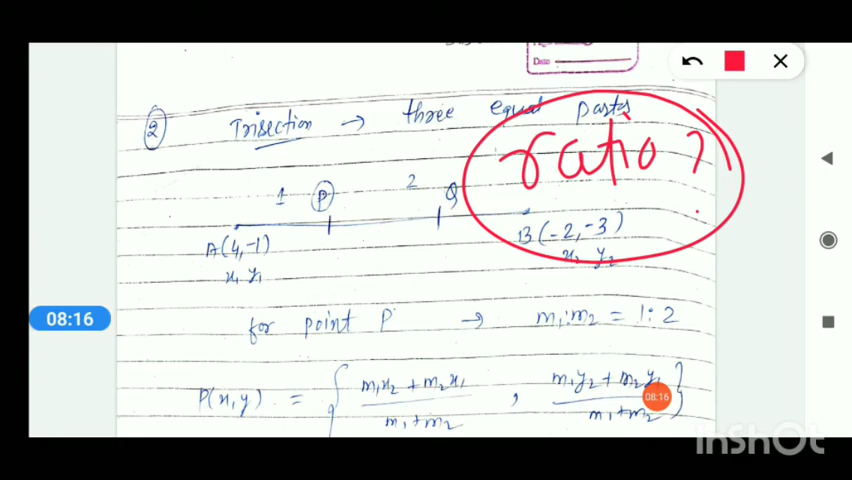 Date
② Trisection → three equal parts
ratio ?
1 P 2 Q
A(4,-1) B(-2,-3)
x₁ y₁ x₂ y₂
for point P → m₁:m₂ = 1:2
P(x,y) = { m₁x₂ + m₂x₁ / m₁+m₂ , m₁y₂ + m₂y₁ / m₁+m₂ }
08:16
08:16
InShOt